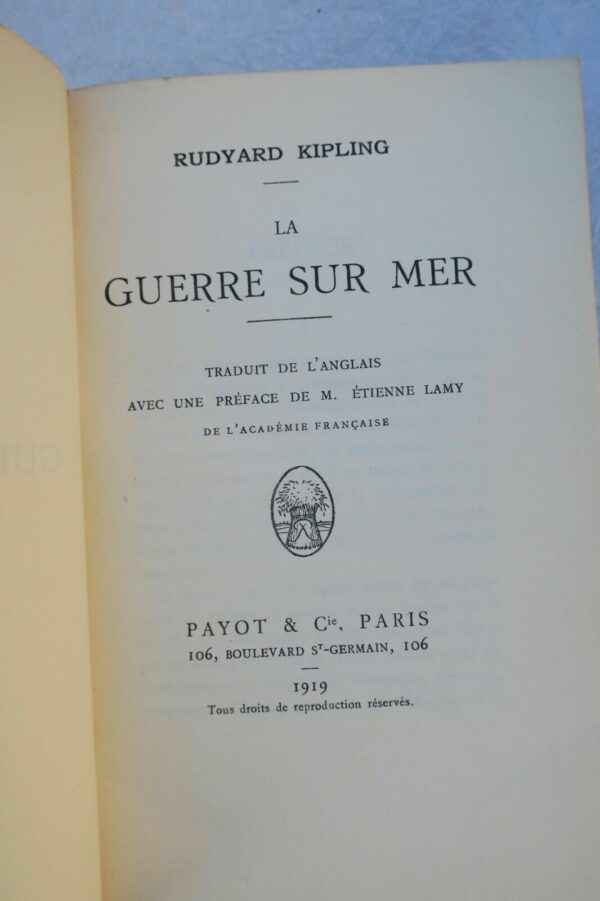 RUDYARD KIPLING
LA
GUERRE SUR MER
TRADUIT DE L'ANGLAIS
AVEC UNE PRÉFACE DE M. ÉTIENNE LAMY
DE L'ACADÉMIE FRANÇAISE
PAYOT & Cie, PARIS
106, BOULEVARD ST-GERMAIN, 106
1919
Tous droits de reproduction réservés.